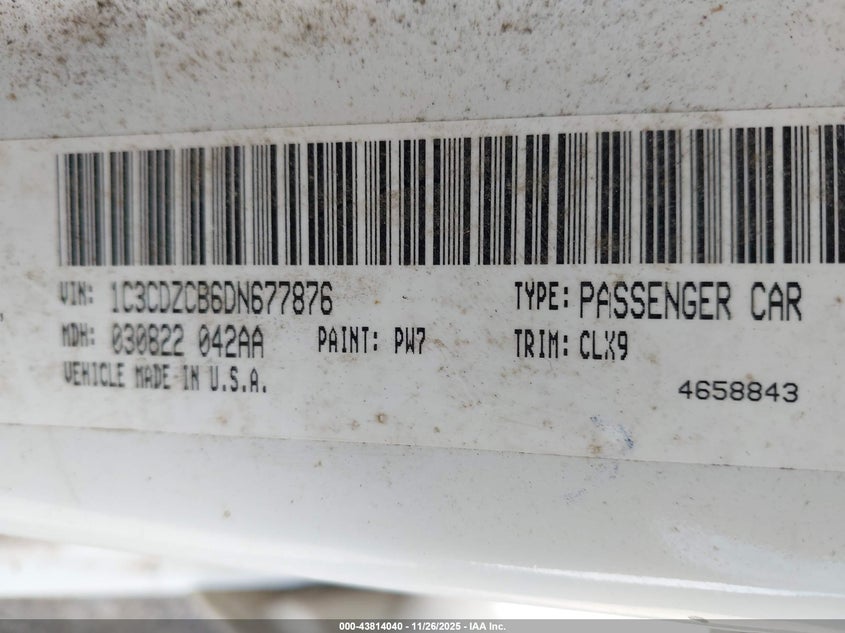 VIN: 1C3CDZCB6DN677876 TYPE: PASSENGER CAR
MDH: 030822 042AA PAINT: PW7 TRIM: CLX9
VEHICLE MADE IN U.S.A.
4658843
000-43814040 - 11/26/2025 - IAA Inc.